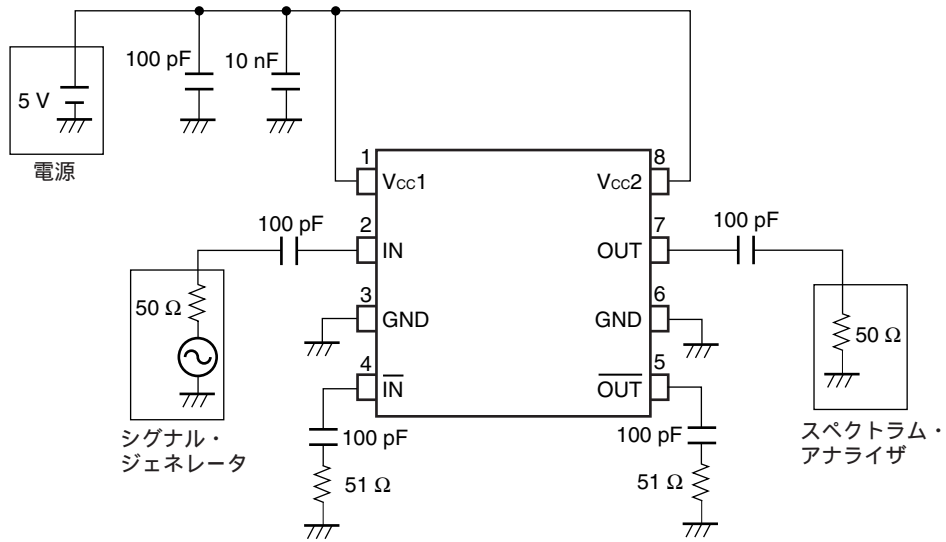 100 pF
10 nF
5 V
電源
1
8
VCC1
VCC2
100 pF
2
7
100 pF
IN
OUT
50 Ω
3
6
GND
GND
50 Ω
4
5
IN
OUT
シグナル・
ジェネレータ
100 pF
100 pF
スペクトラム・
アナライザ
51 Ω
51 Ω